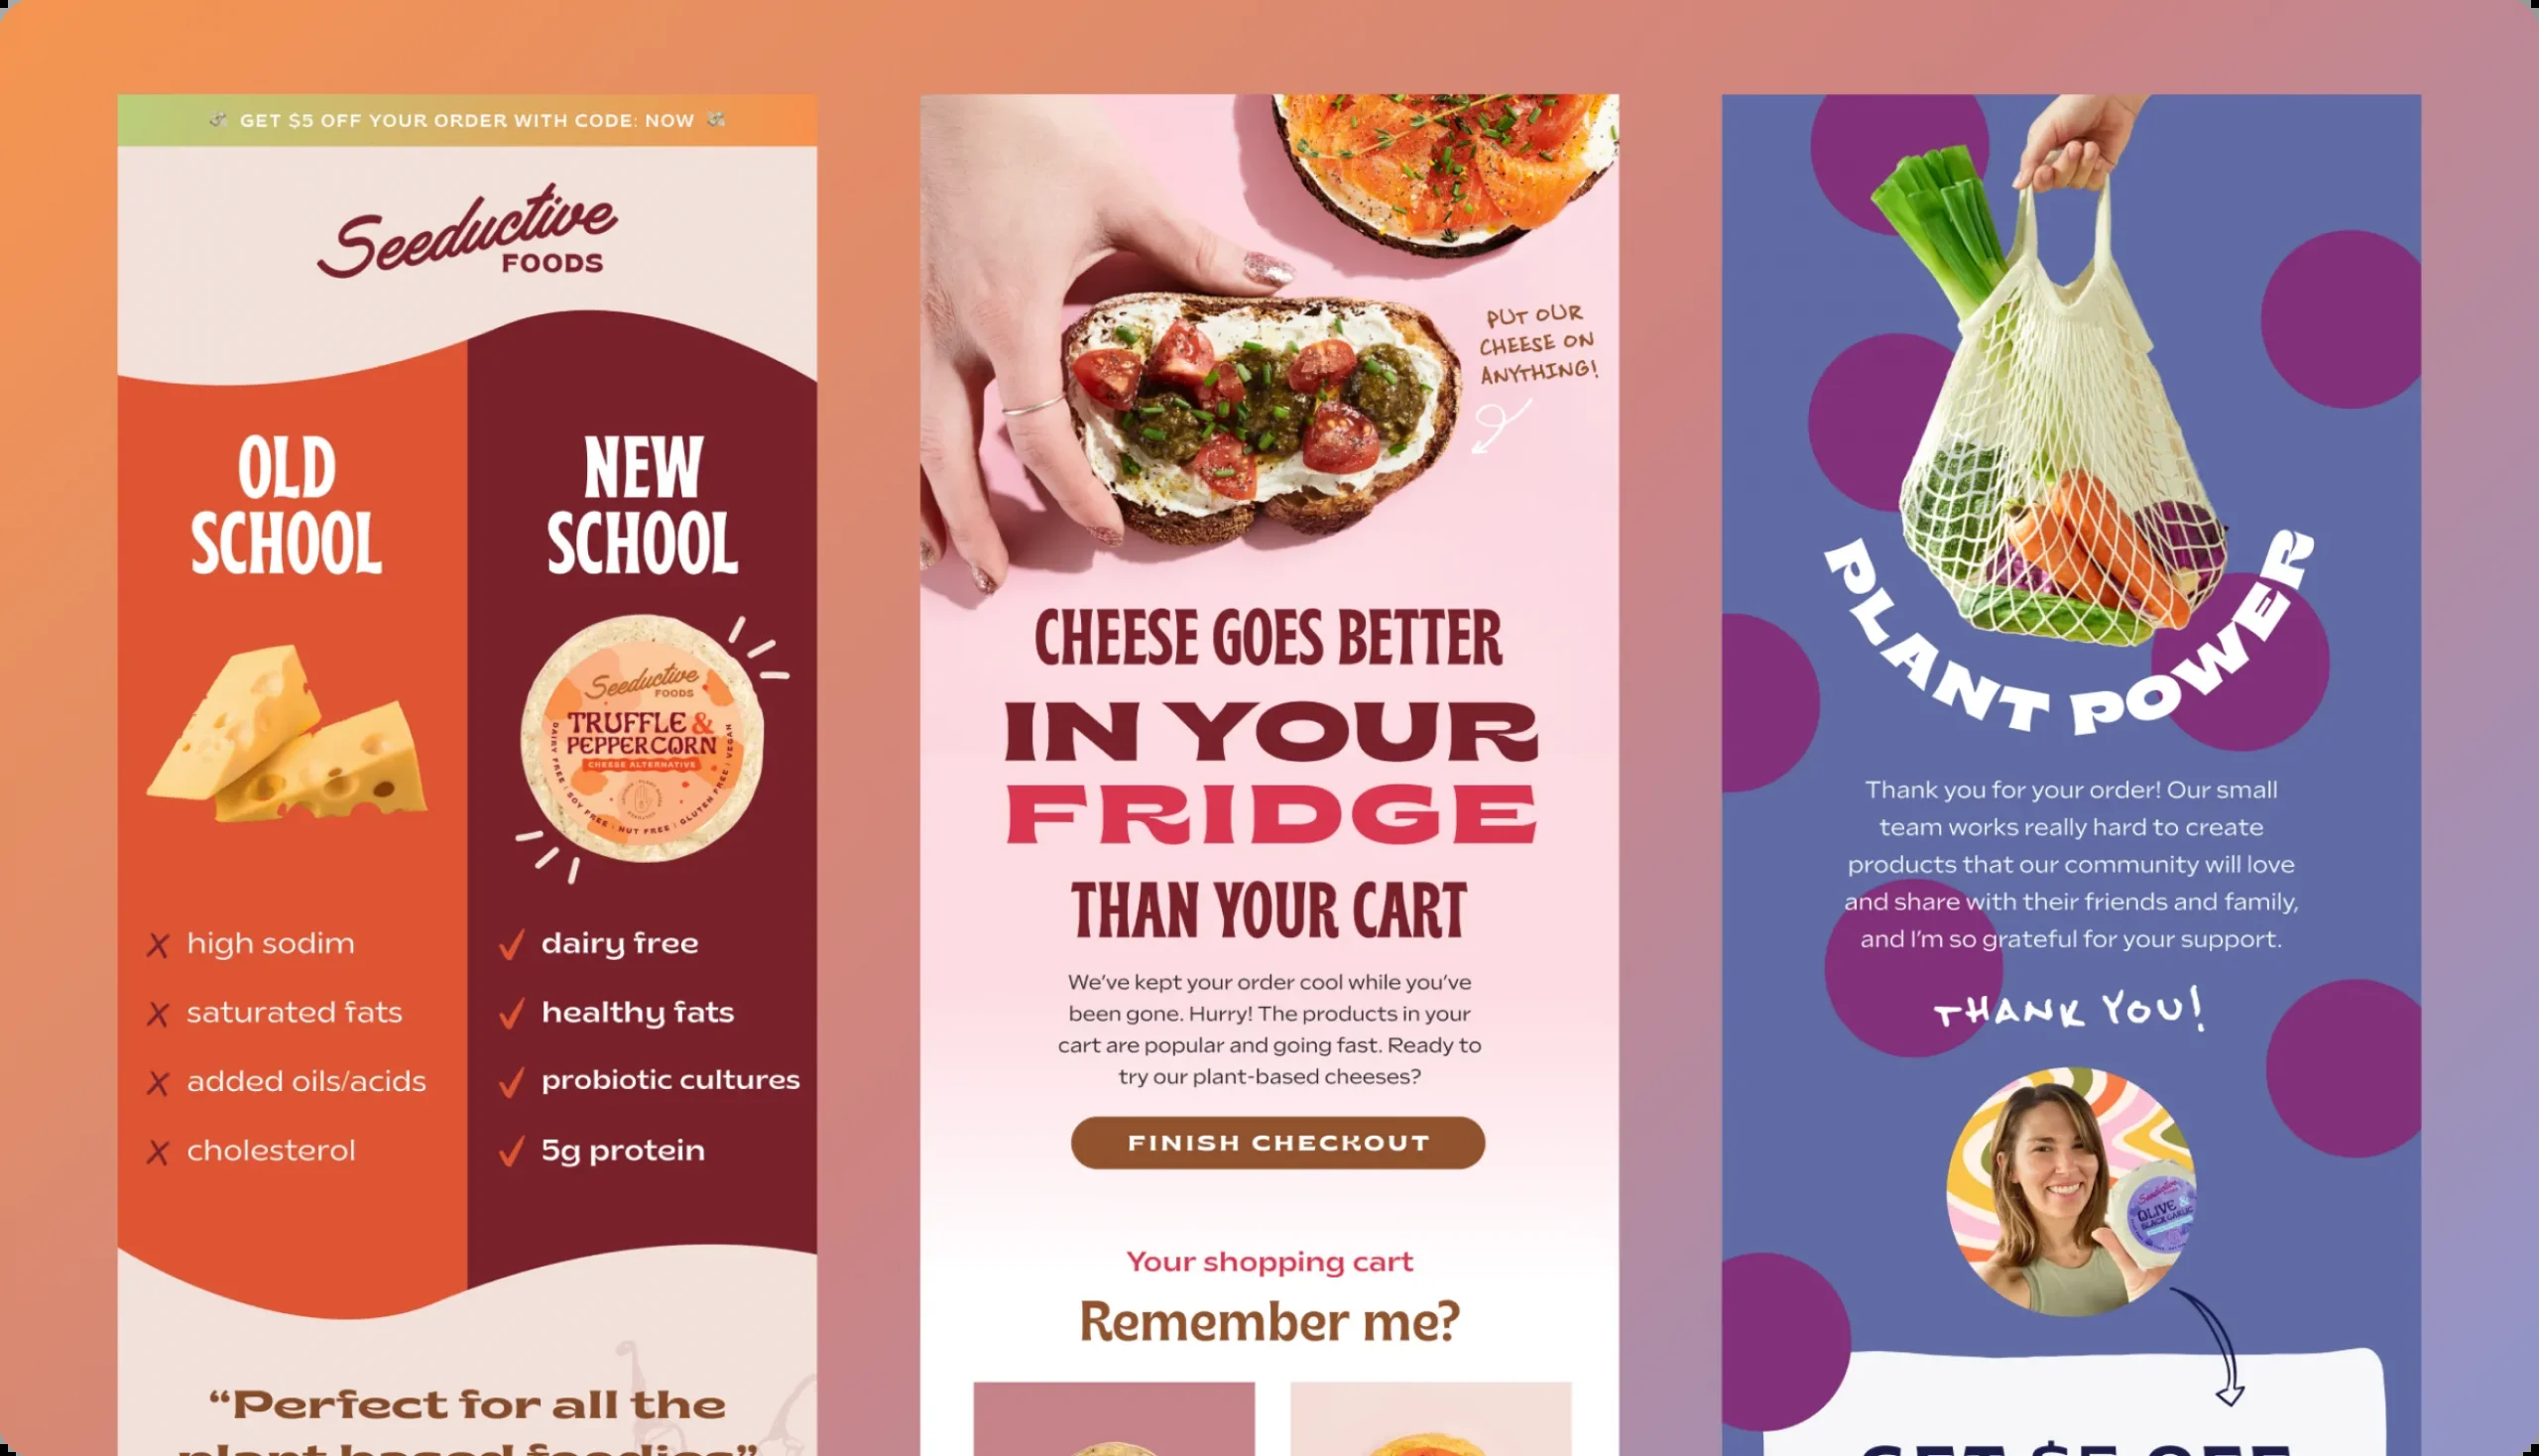 GET $5 OFF YOUR ORDER WITH CODE: NOW
Seeductive
FOODS
OLD
SCHOOL
NEW
SCHOOL
Seeductive
FOODS
TRUFFLE &
PEPPERCORN
CHEESE ALTERNATIVE
DAIRY FREE | SOY FREE | NUT FREE | GLUTEN FREE | VEGAN
X high sodim
X saturated fats
X added oils/acids
X cholesterol
✓ dairy free
✓ healthy fats
✓ probiotic cultures
✓ 5g protein
“Perfect for all the
plant based foodies”
PUT OUR
CHEESE ON
ANYTHING!
CHEESE GOES BETTER
IN YOUR
FRIDGE
THAN YOUR CART
We’ve kept your order cool while you’ve
been gone. Hurry! The products in your
cart are popular and going fast. Ready to
try our plant-based cheeses?
FINISH CHECKOUT
Your shopping cart
Remember me?
PLANT POWER
Thank you for your order! Our small
team works really hard to create
products that our community will love
and share with their friends and family,
and I’m so grateful for your support.
THANK YOU!
Seeductive
OLIVE &
BLACK GARLIC
GET $5 OFF